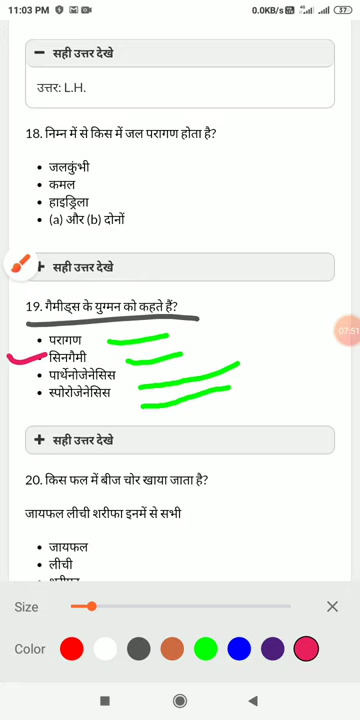 11:03 PM 0.0KB/s 37
— सही उत्तर देखे
उत्तर: L.H.
18. निम्न में से किस में जल परागण होता है?
• जलकुंभी
• कमल
• हाइड्रिला
• (a) और (b) दोनों
+ सही उत्तर देखे
19. गैमीड्स के युग्मन को कहते हैं?
07:51
• परागण
• सिनगैमी
• पार्थेनोजेनेसिस
• स्पोरोजेनेसिस
+ सही उत्तर देखे
20. किस फल में बीज चोर खाया जाता है?
जायफल लीची शरीफा इनमें से सभी
• जायफल
• लीची
Size
Color